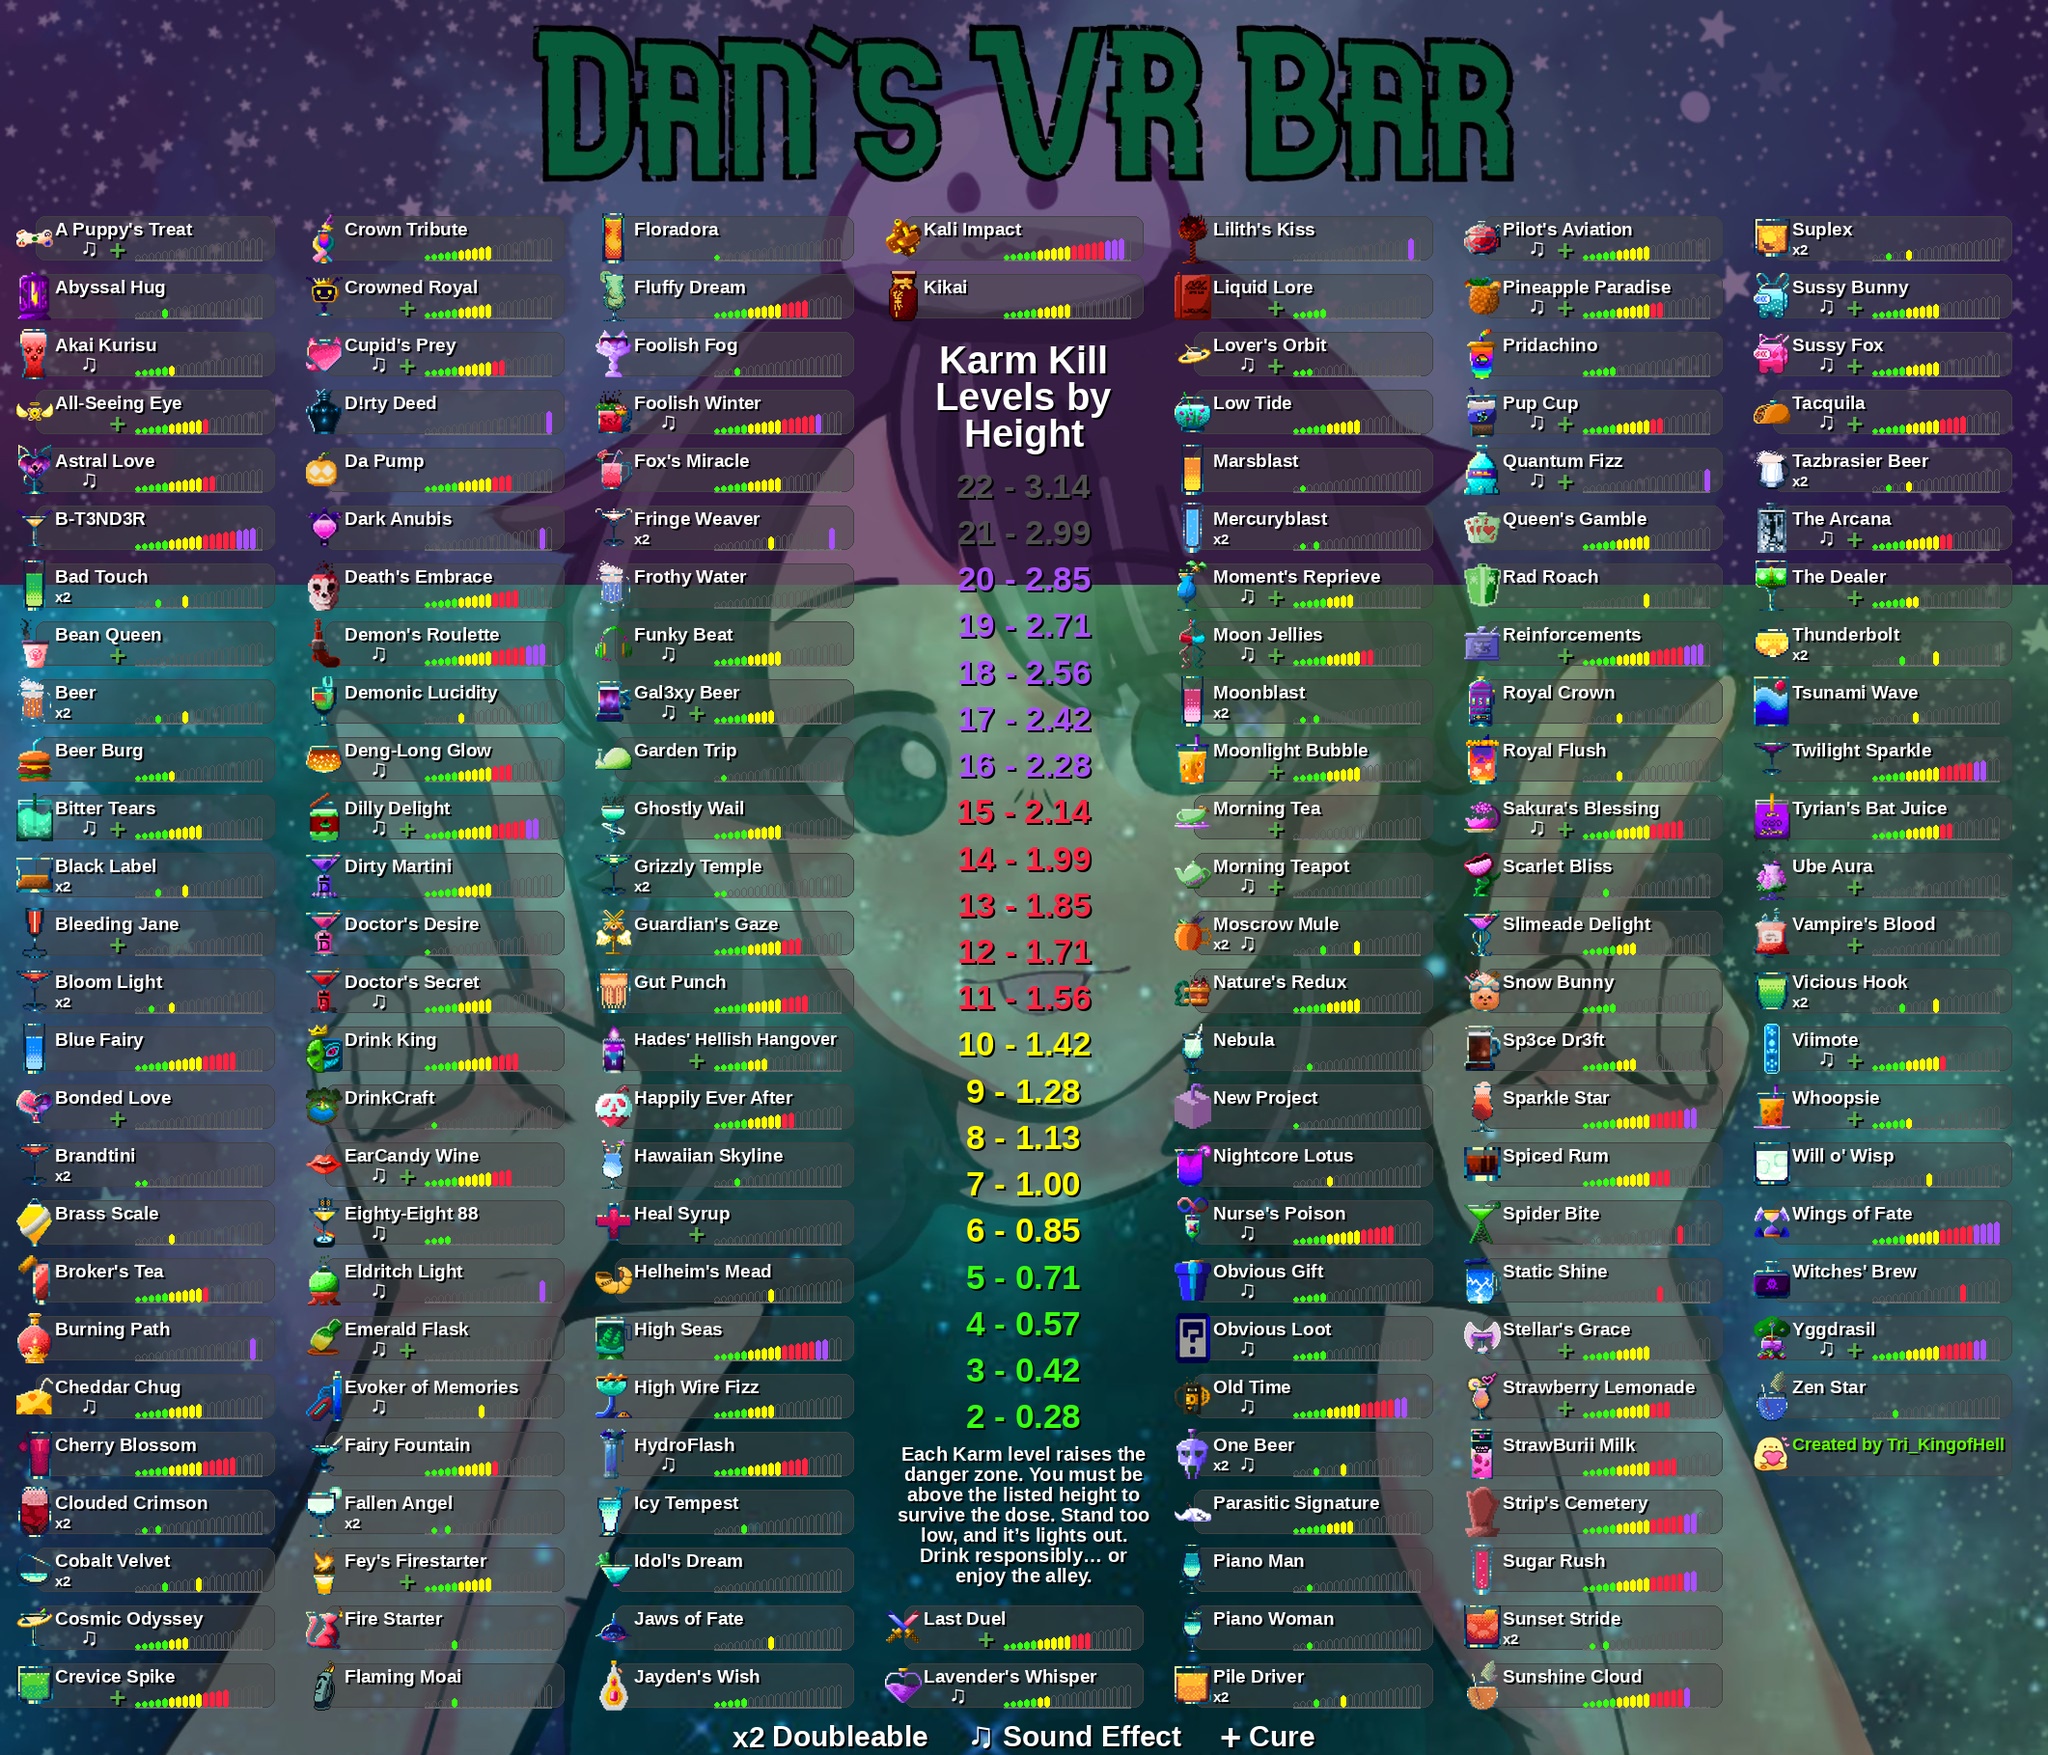 DAN'S VR BAR
A Puppy's Treat
♫ +
Abyssal Hug
Akai Kurisu
♫
All-Seeing Eye
+
Astral Love
♫
B-T3ND3R
Bad Touch
x2
Bean Queen
+
Beer
x2
Beer Burg
Bitter Tears
♫ +
Black Label
x2
Bleeding Jane
+
Bloom Light
x2
Blue Fairy
Bonded Love
+
Brandtini
x2
Brass Scale
Broker's Tea
Burning Path
Cheddar Chug
♫
Cherry Blossom
Clouded Crimson
x2
Cobalt Velvet
x2
Cosmic Odyssey
♫
Crevice Spike
+
Crown Tribute
Crowned Royal
+
Cupid's Prey
♫ +
D!rty Deed
Da Pump
Dark Anubis
Death's Embrace
Demon's Roulette
♫
Demonic Lucidity
Deng-Long Glow
♫
Dilly Delight
♫ +
Dirty Martini
Doctor's Desire
Doctor's Secret
♫
Drink King
DrinkCraft
EarCandy Wine
♫ +
Eighty-Eight 88
♫
Eldritch Light
♫
Emerald Flask
♫ +
Evoker of Memories
♫
Fairy Fountain
Fallen Angel
x2
Fey's Firestarter
+
Fire Starter
Flaming Moai
Floradora
Fluffy Dream
Foolish Fog
Foolish Winter
♫
Fox's Miracle
Fringe Weaver
x2
Frothy Water
Funky Beat
♫
Gal3xy Beer
♫ +
Garden Trip
Ghostly Wail
Grizzly Temple
x2
Guardian's Gaze
Gut Punch
Hades' Hellish Hangover
+
Happily Ever After
Hawaiian Skyline
Heal Syrup
+
Helheim's Mead
High Seas
High Wire Fizz
HydroFlash
♫
Icy Tempest
Idol's Dream
Jaws of Fate
Jayden's Wish
Kali Impact
Kikai
Karm Kill
Levels by
Height
22 - 3.14
21 - 2.99
20 - 2.85
19 - 2.71
18 - 2.56
17 - 2.42
16 - 2.28
15 - 2.14
14 - 1.99
13 - 1.85
12 - 1.71
11 - 1.56
10 - 1.42
9 - 1.28
8 - 1.13
7 - 1.00
6 - 0.85
5 - 0.71
4 - 0.57
3 - 0.42
2 - 0.28
Each Karm level raises the
danger zone. You must be
above the listed height to
survive the dose. Stand too
low, and it's lights out.
Drink responsibly… or
enjoy the alley.
Last Duel
+
Lavender's Whisper
♫
Lilith's Kiss
Liquid Lore
+
Lover's Orbit
♫ +
Low Tide
Marsblast
Mercuryblast
x2
Moment's Reprieve
♫ +
Moon Jellies
♫ +
Moonblast
x2
Moonlight Bubble
+
Morning Tea
+
Morning Teapot
♫ +
Moscrow Mule
x2 ♫
Nature's Redux
Nebula
New Project
Nightcore Lotus
Nurse's Poison
♫
Obvious Gift
♫
Obvious Loot
♫
Old Time
♫
One Beer
x2 ♫
Parasitic Signature
Piano Man
Piano Woman
Pile Driver
x2
Pilot's Aviation
♫ +
Pineapple Paradise
♫ +
Pridachino
Pup Cup
♫ +
Quantum Fizz
♫ +
Queen's Gamble
Rad Roach
Reinforcements
+
Royal Crown
Royal Flush
Sakura's Blessing
♫ +
Scarlet Bliss
Slimeade Delight
Snow Bunny
Sp3ce Dr3ft
Sparkle Star
Spiced Rum
Spider Bite
Static Shine
Stellar's Grace
+
Strawberry Lemonade
+
StrawBurii Milk
Strip's Cemetery
Sugar Rush
Sunset Stride
x2
Sunshine Cloud
Suplex
x2
Sussy Bunny
♫ +
Sussy Fox
♫ +
Tacquila
♫ +
Tazbrasier Beer
x2
The Arcana
♫ +
The Dealer
+
Thunderbolt
x2
Tsunami Wave
Twilight Sparkle
Tyrian's Bat Juice
Ube Aura
+
Vampire's Blood
+
Vicious Hook
x2
Viimote
♫ +
Whoopsie
+
Will o' Wisp
Wings of Fate
Witches' Brew
Yggdrasil
♫ +
Zen Star
Created by Tri_KingofHell
x2 Doubleable ♫ Sound Effect + Cure